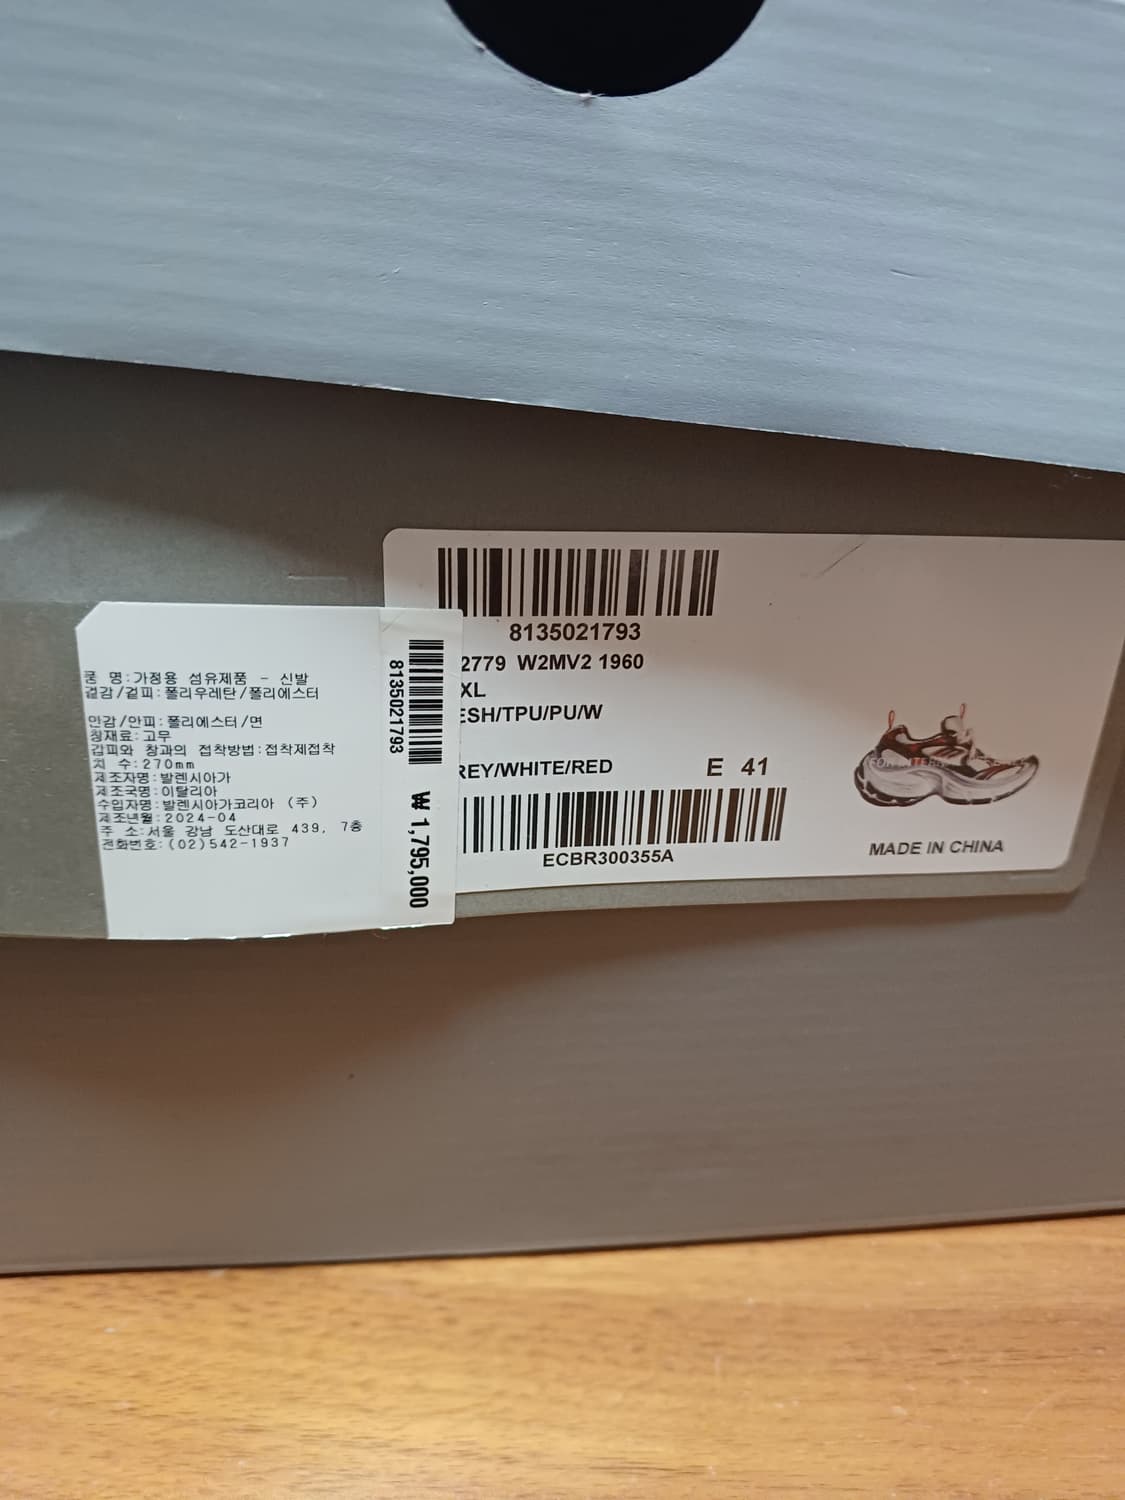 품 명:가정용 섬유제품 - 신발
겉감/겉피:폴리우레탄/폴리에스터
안감/안피:폴리에스터/면
창재료:고무
갑피와 창과의 접착방법:접착제접착
치 수:270mm
제조자명:발렌시아가
제조국명:이탈리아
수입자명:발렌시아가코리아 (주)
제조년월:2024-04
주 소:서울 강남 도산대로 439, 7층
전화번호:(02)542-1937
8135021793
₩ 1,795,000
8135021793
2779 W2MV2 1960
XL
ESH/TPU/PU/W
REY/WHITE/RED E 41
ECBR300355A
MADE IN CHINA